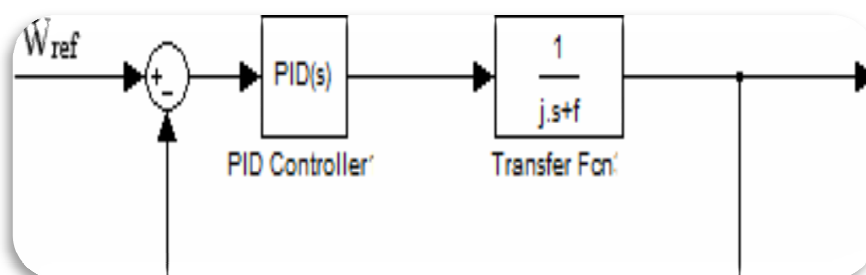 Wref
+
−
PID(s)
PID Controller
1
j.s+f
Transfer Fcn